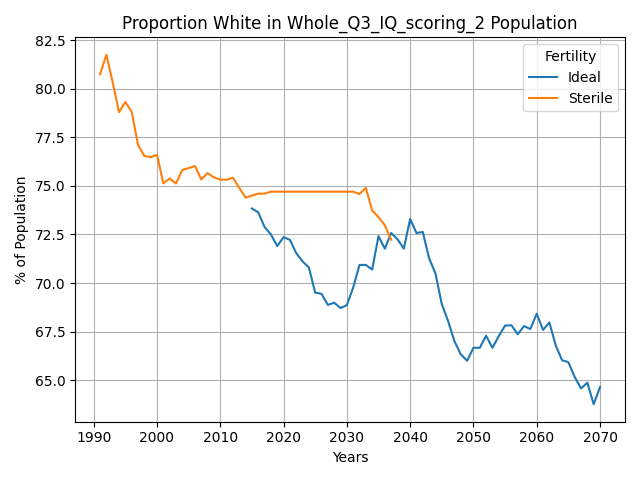 Proportion White in Whole_Q3_IQ_scoring_2 Population
82.5
80.0
77.5
75.0
72.5
70.0
67.5
65.0
% of Population
Fertility
Ideal
Sterile
1990 2000 2010 2020 2030 2040 2050 2060 2070
Years